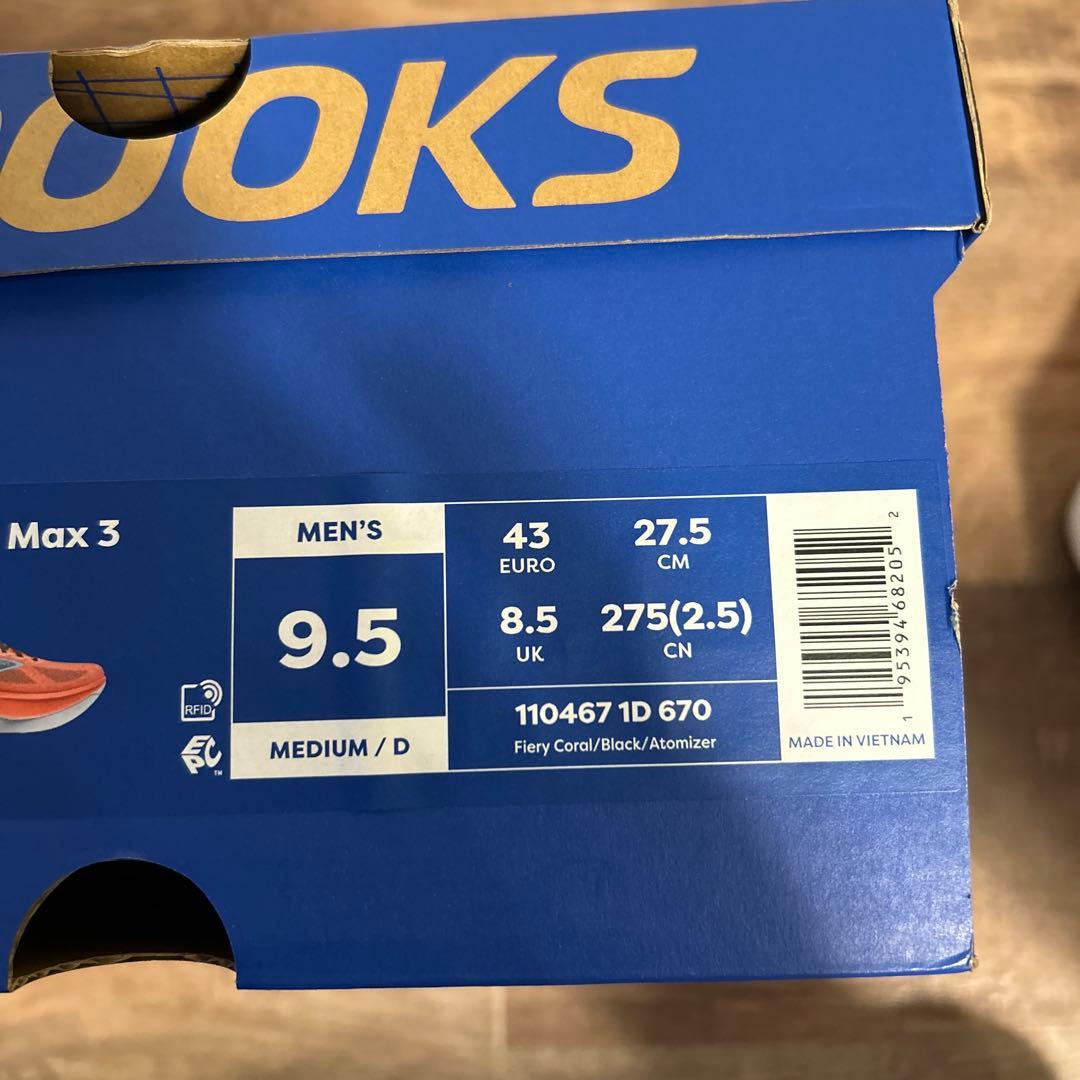 OOKS
Max 3
MEN'S
9.5
MEDIUM / D
43
EURO
27.5
CM
8.5
UK
275(2.5)
CN
110467 1D 670
Fiery Coral/Black/Atomizer
RFID
EPC™
1 95394 68205 2
MADE IN VIETNAM